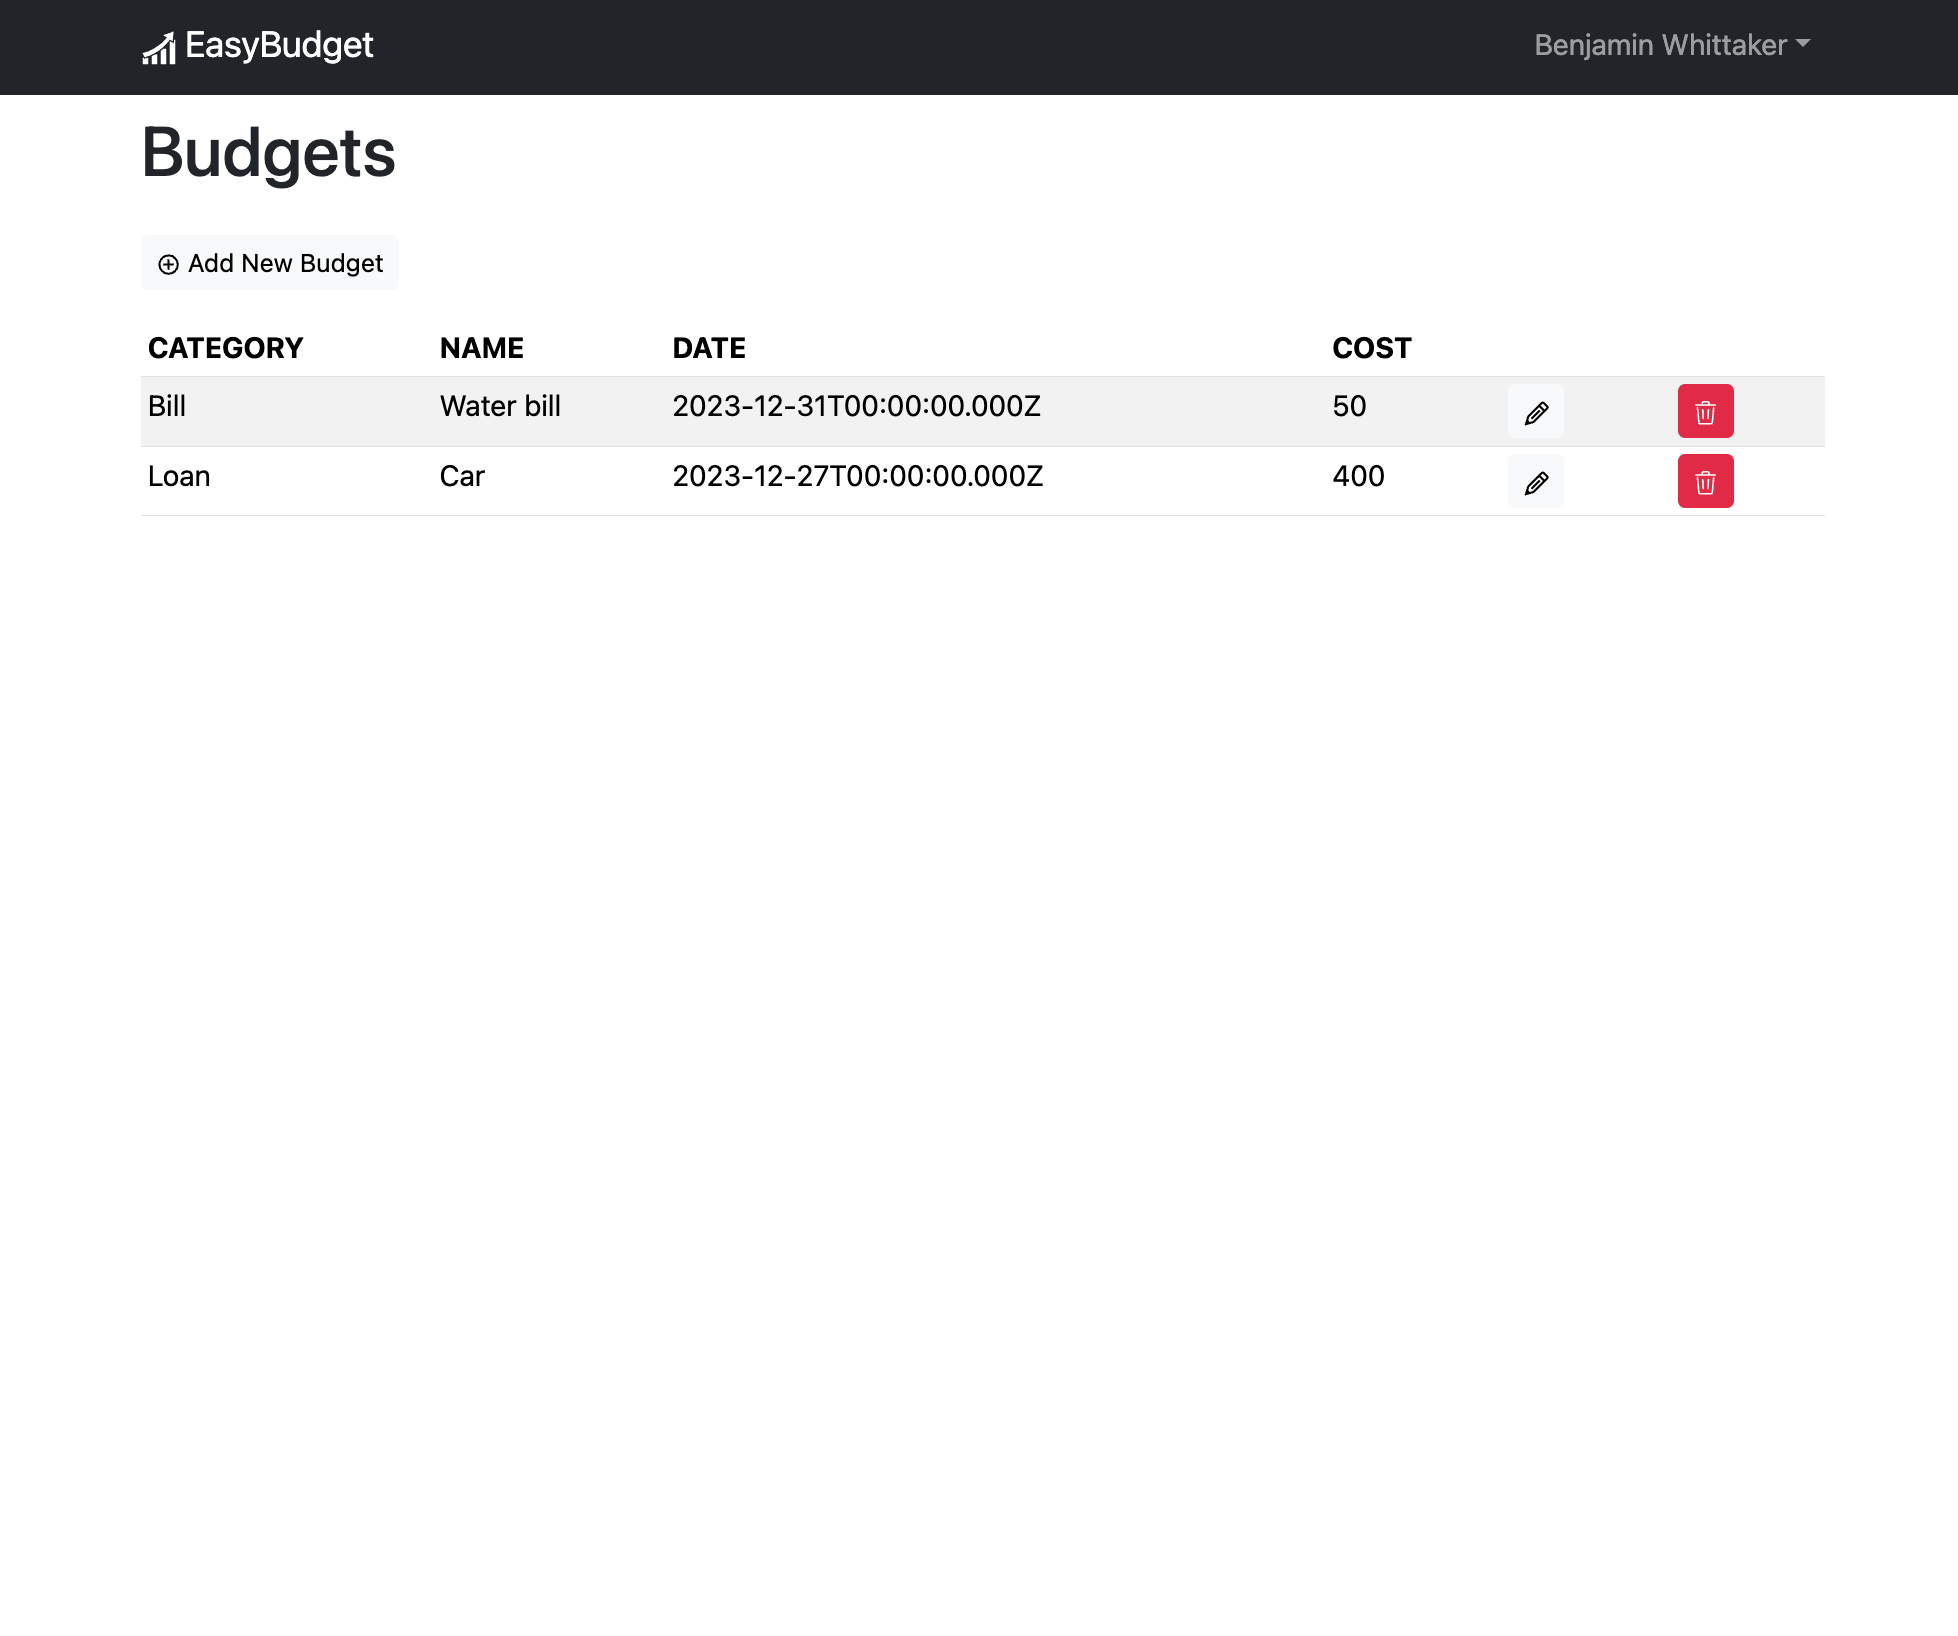 EasyBudget
Benjamin Whittaker
Budgets
Add New Budget
CATEGORY NAME DATE COST
Bill Water bill 2023-12-31T00:00:00.000Z 50
Loan Car 2023-12-27T00:00:00.000Z 400